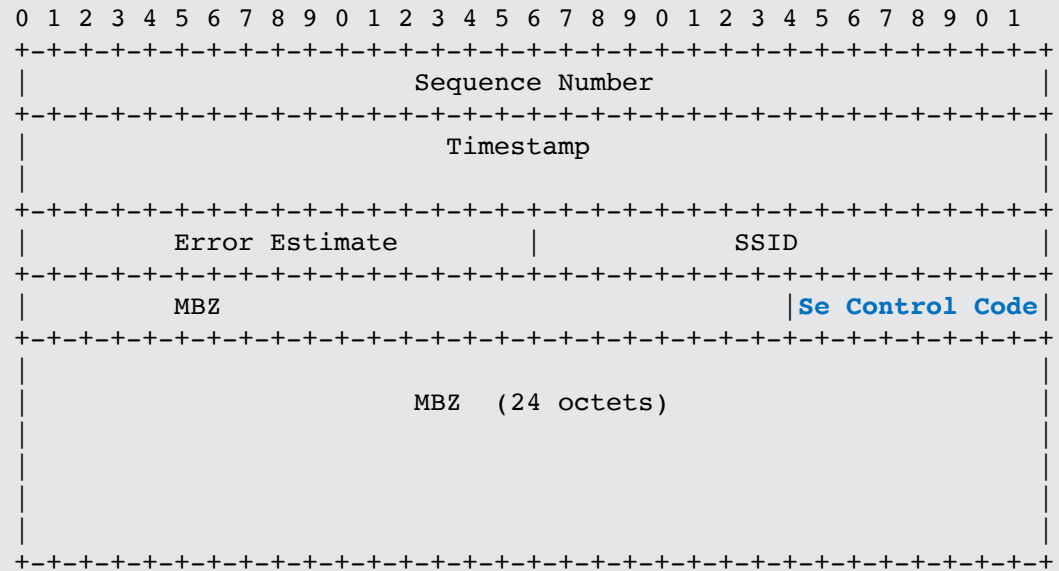 0 1 2 3 4 5 6 7 8 9 0 1 2 3 4 5 6 7 8 9 0 1 2 3 4 5 6 7 8 9 0 1
+-+-+-+-+-+-+-+-+-+-+-+-+-+-+-+-+-+-+-+-+-+-+-+-+-+-+-+-+-+-+-+-+
| Sequence Number |
+-+-+-+-+-+-+-+-+-+-+-+-+-+-+-+-+-+-+-+-+-+-+-+-+-+-+-+-+-+-+-+-+
| Timestamp |
| |
+-+-+-+-+-+-+-+-+-+-+-+-+-+-+-+-+-+-+-+-+-+-+-+-+-+-+-+-+-+-+-+-+
| Error Estimate | SSID |
+-+-+-+-+-+-+-+-+-+-+-+-+-+-+-+-+-+-+-+-+-+-+-+-+-+-+-+-+-+-+-+-+
| MBZ |Se Control Code|
+-+-+-+-+-+-+-+-+-+-+-+-+-+-+-+-+-+-+-+-+-+-+-+-+-+-+-+-+-+-+-+-+
| |
| MBZ (24 octets) |
| |
| |
| |
| |
+-+-+-+-+-+-+-+-+-+-+-+-+-+-+-+-+-+-+-+-+-+-+-+-+-+-+-+-+-+-+-+-+